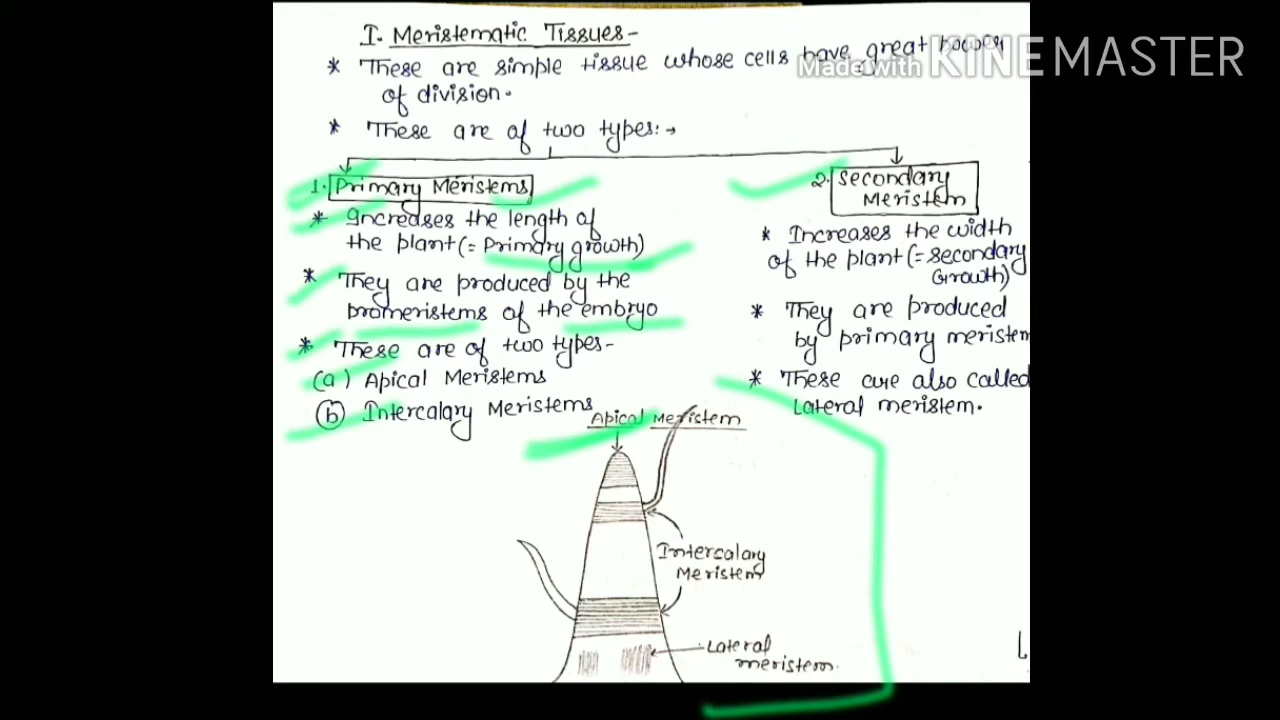 I. Meristematic Tissues-
* These are simple tissue whose cells have great power
of division.
* These are of two types:→
Made with KINEMASTER
1. Primary Meristems
* Increases the length of
the plant (= Primary growth)
* They are produced by the
promeristems of the embryo
* These are of two types-
(a) Apical Meristems
(b) Intercalary Meristems
2. Secondary
Meristem
* Increases the width
of the plant (= Secondary
Growth)
* They are produced
by primary meristem
* These are also called
Lateral meristem.
Apical Meristem
Intercalary
Meristem
Lateral
meristem.